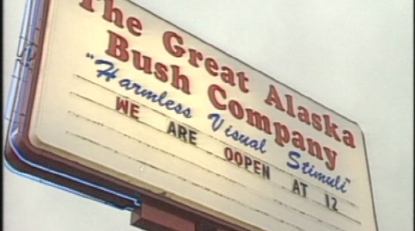 The Great Alaska
Bush Company
"Harmless Visual Stimuli"
WE ARE OOPEN AT 12